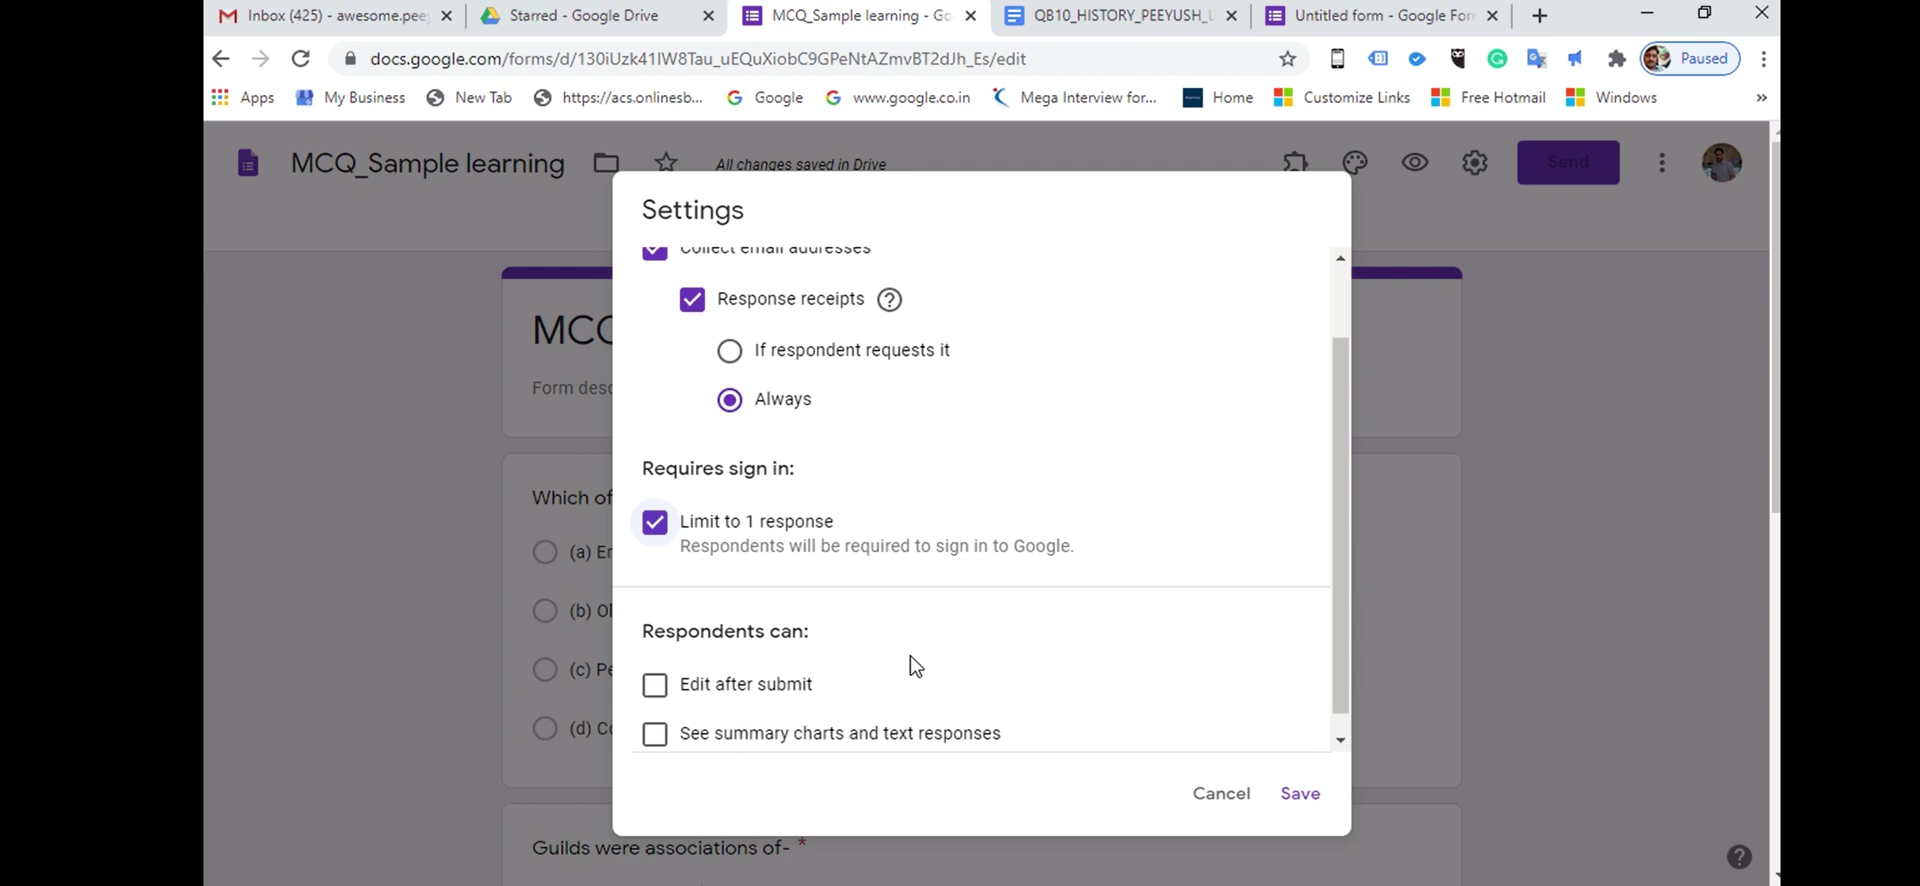 Inbox (425) - awesome.pee
Starred - Google Drive
MCQ_Sample learning - Go
QB10_HISTORY_PEEYUSH_
Untitled form - Google For
docs.google.com/forms/d/130iUzk41IW8Tau_uEQuXiobC9GPeNtAZmvBT2dJh_Es/edit
Paused
Apps
My Business
New Tab
https://acs.onlinesb...
Google
www.google.co.in
Mega Interview for...
Home
Customize Links
Free Hotmail
Windows
»
MCQ_Sample learning
All changes saved in Drive
Send
Settings
Collect email addresses
Response receipts
If respondent requests it
Always
Requires sign in:
Limit to 1 response
Respondents will be required to sign in to Google.
Respondents can:
Edit after submit
See summary charts and text responses
Cancel
Save
MCQ
Form desc
Which of
(a) Er
(b) Ol
(c) Pe
(d) Co
Guilds were associations of- *